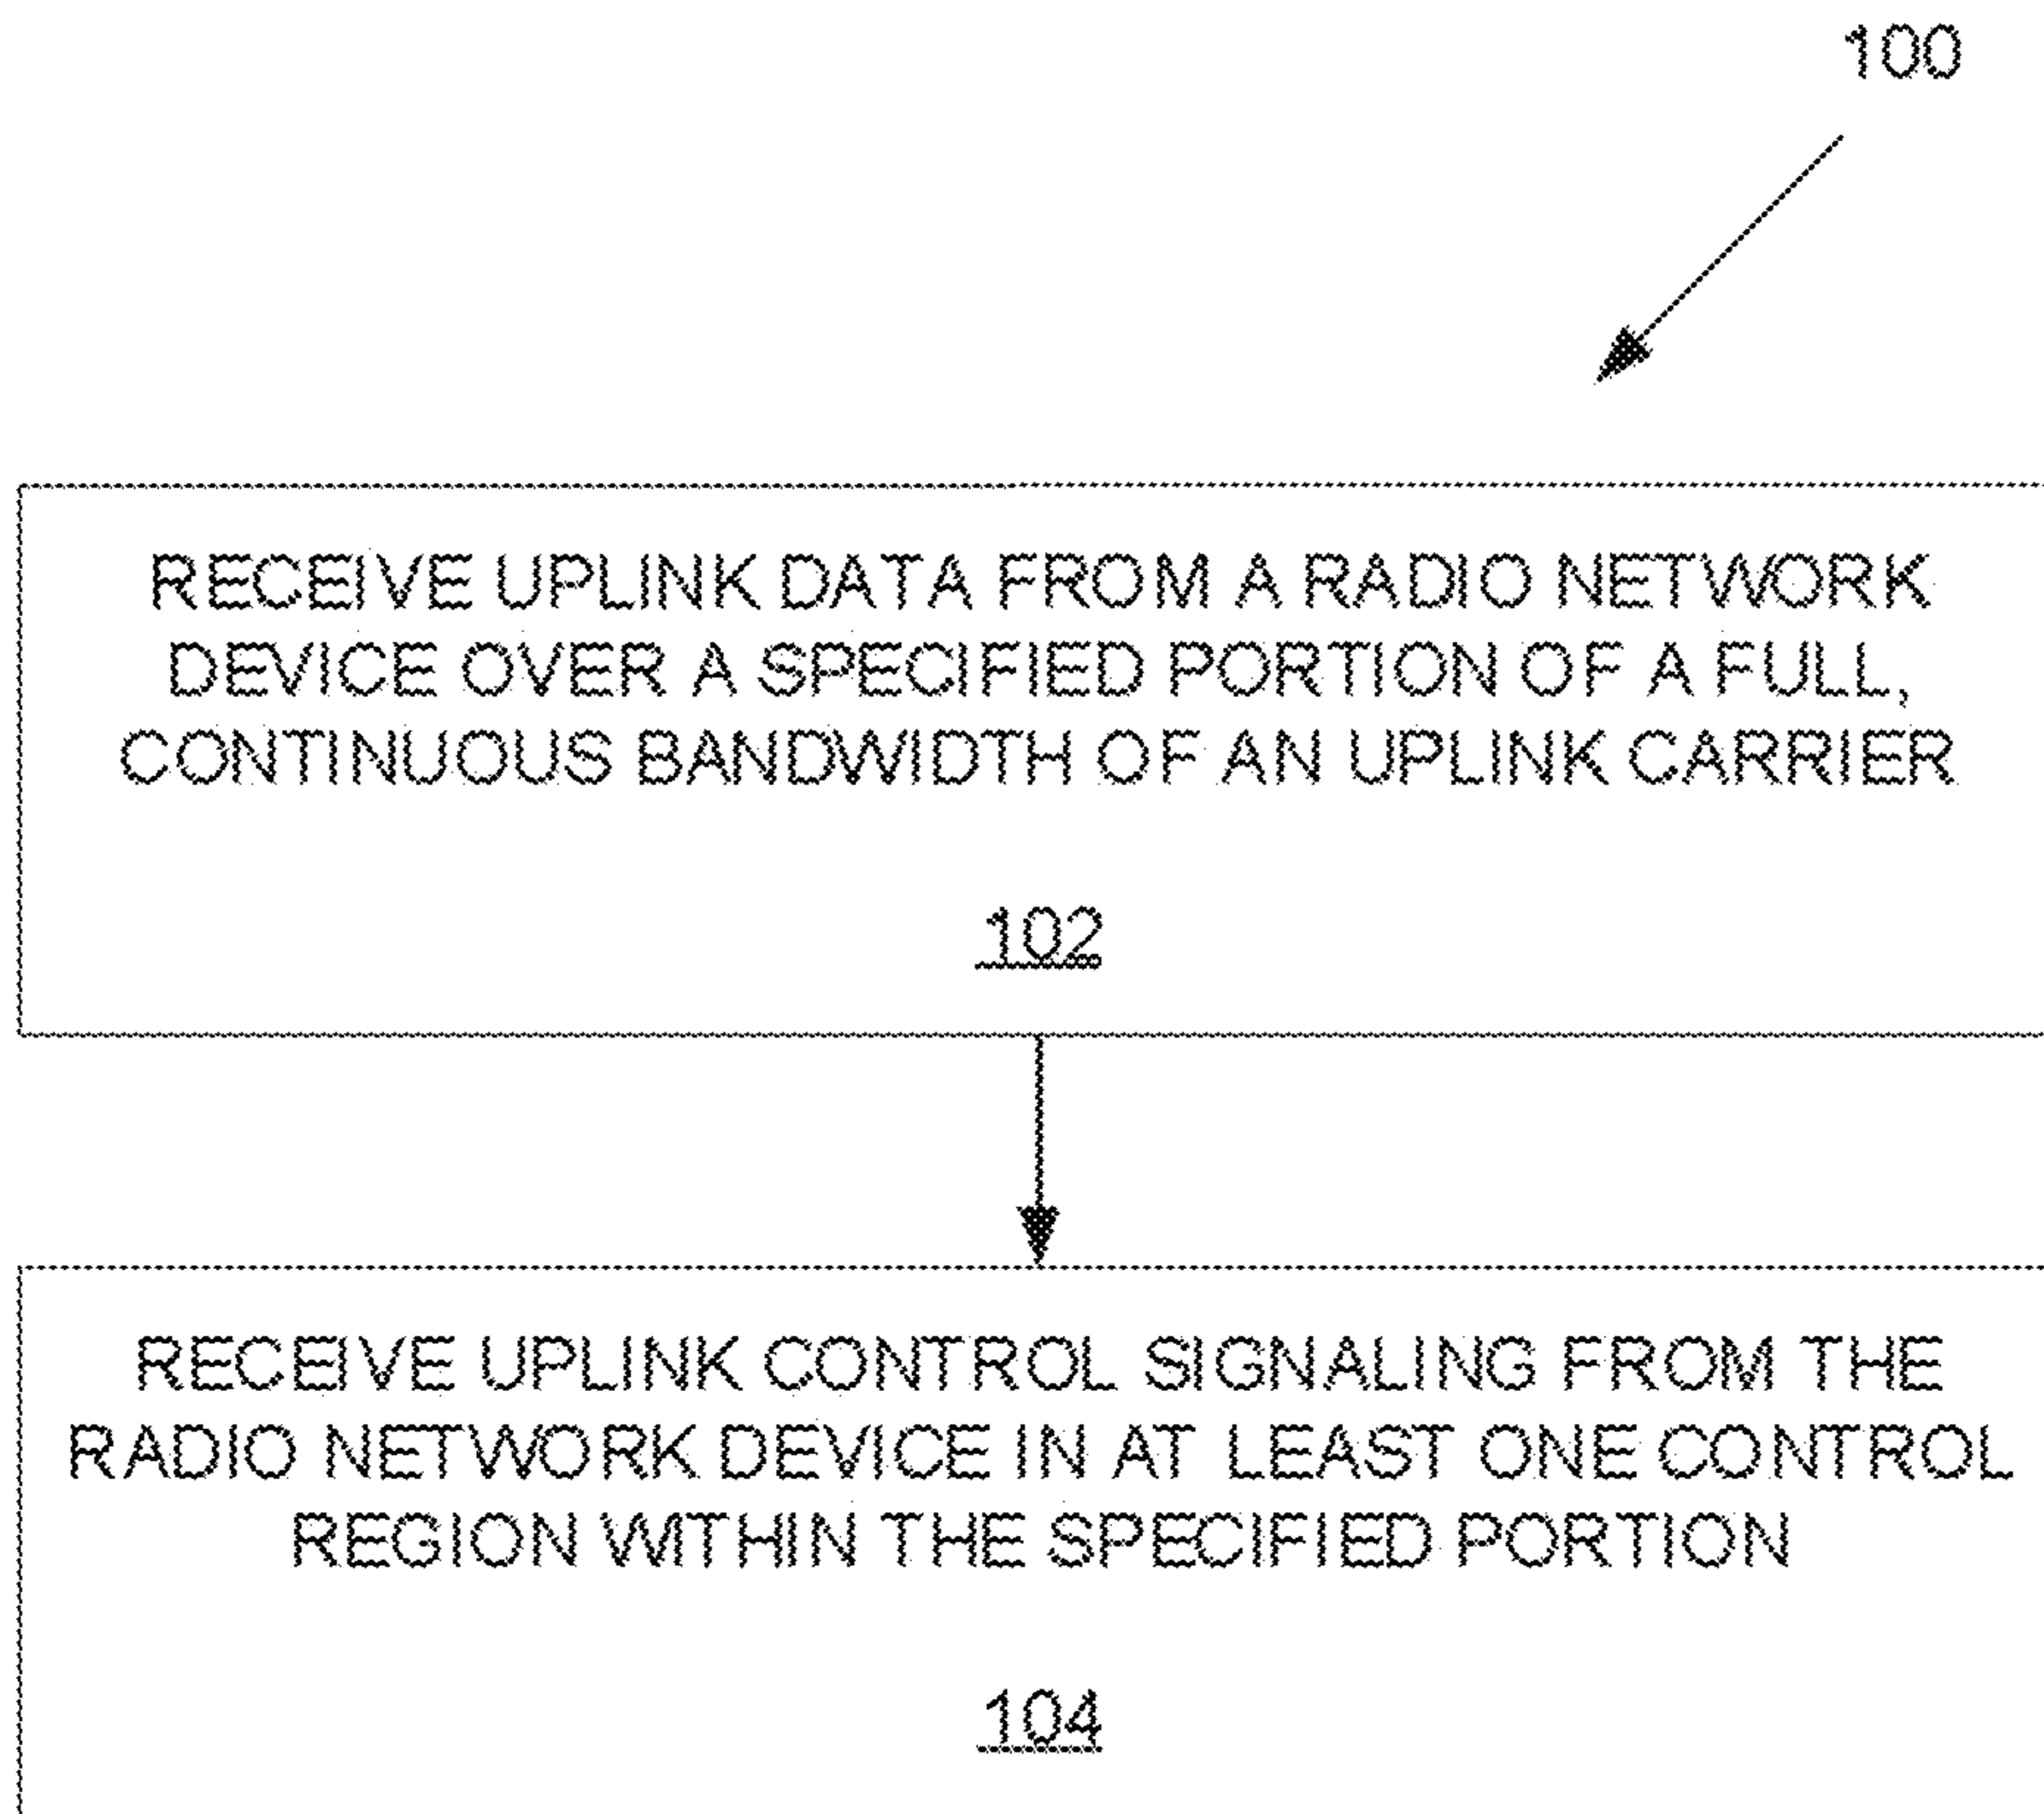 100
RECEIVE UPLINK DATA FROM A RADIO NETWORK
DEVICE OVER A SPECIFIED PORTION OF A FULL,
CONTINUOUS BANDWIDTH OF AN UPLINK CARRIER
102
RECEIVE UPLINK CONTROL SIGNALING FROM THE
RADIO NETWORK DEVICE IN AT LEAST ONE CONTROL
REGION WITHIN THE SPECIFIED PORTION
104